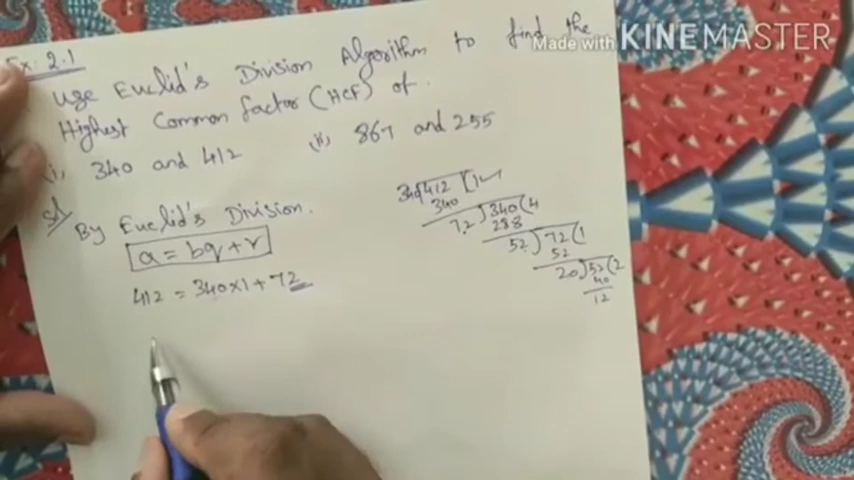 Made with KINEMASTER
Ex: 2.1
Use Euclid's Division Algorithm to find the
Highest Common factor (HCF) of.
(i) 340 and 412 (ii) 867 and 255
Sol By Euclid's Division.
a = bq + r
412 = 340×1 + 72
340)412(1
340
72)340(4
288
52)72(1
52
20)52(2
40
12